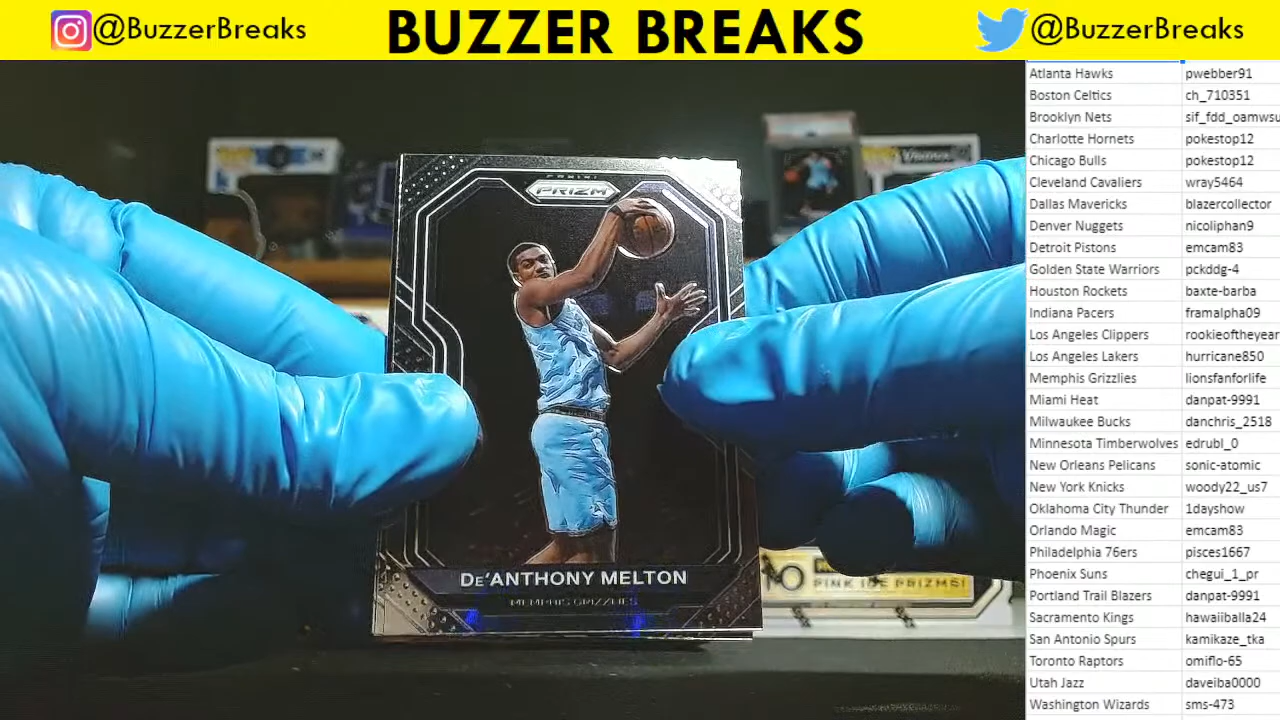 @BuzzerBreaks
BUZZER BREAKS
@BuzzerBreaks
PANINI
PRIZM
DE'ANTHONY MELTON
MEMPHIS GRIZZLIES
PINK ICE PRIZMS!
Atlanta Hawks pwebber91
Boston Celtics ch_710351
Brooklyn Nets sif_fdd_oamwsu
Charlotte Hornets pokestop12
Chicago Bulls pokestop12
Cleveland Cavaliers wray5464
Dallas Mavericks blazercollector
Denver Nuggets nicoliphan9
Detroit Pistons emcam83
Golden State Warriors pckddg-4
Houston Rockets baxte-barba
Indiana Pacers framalpha09
Los Angeles Clippers rookieoftheyear
Los Angeles Lakers hurricane850
Memphis Grizzlies lionsfanforlife
Miami Heat danpat-9991
Milwaukee Bucks danchris_2518
Minnesota Timberwolves edrubl_0
New Orleans Pelicans sonic-atomic
New York Knicks woody22_us7
Oklahoma City Thunder 1dayshow
Orlando Magic emcam83
Philadelphia 76ers pisces1667
Phoenix Suns chegui_1_pr
Portland Trail Blazers danpat-9991
Sacramento Kings hawaiiballa24
San Antonio Spurs kamikaze_tka
Toronto Raptors omiflo-65
Utah Jazz daveiba0000
Washington Wizards sms-473